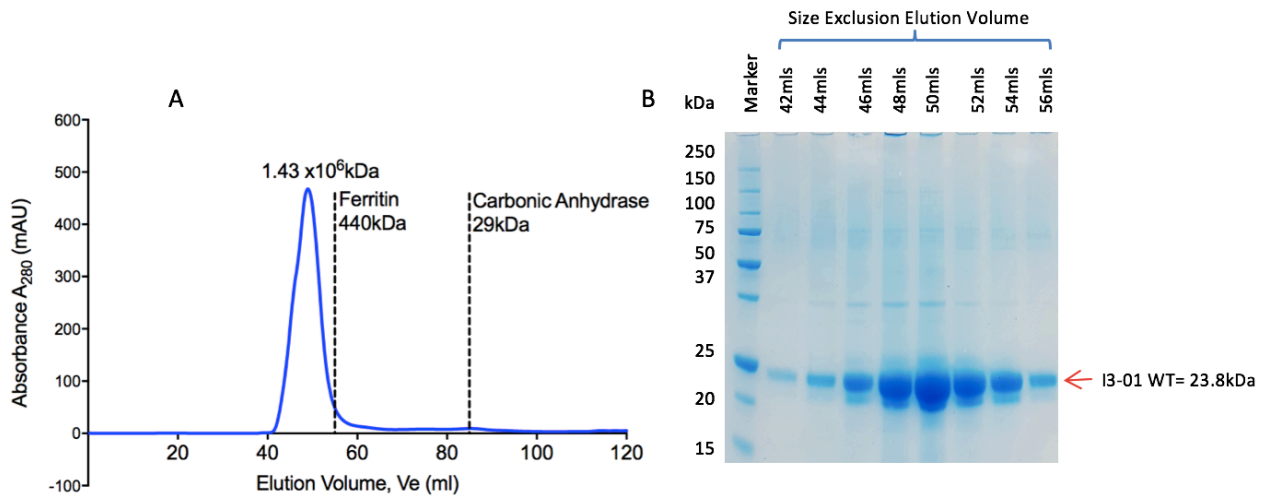 A
Absorbance A280 (mAU)
600
500
400
300
200
100
0
-100
1.43 x10⁶kDa
Ferritin
440kDa
Carbonic Anhydrase
29kDa
20
40
60
80
100
120
Elution Volume, Ve (ml)
B
Size Exclusion Elution Volume
kDa
Marker
42mls
44mls
46mls
48mls
50mls
52mls
54mls
56mls
250
150
100
75
50
37
25
20
15
I3-01 WT= 23.8kDa